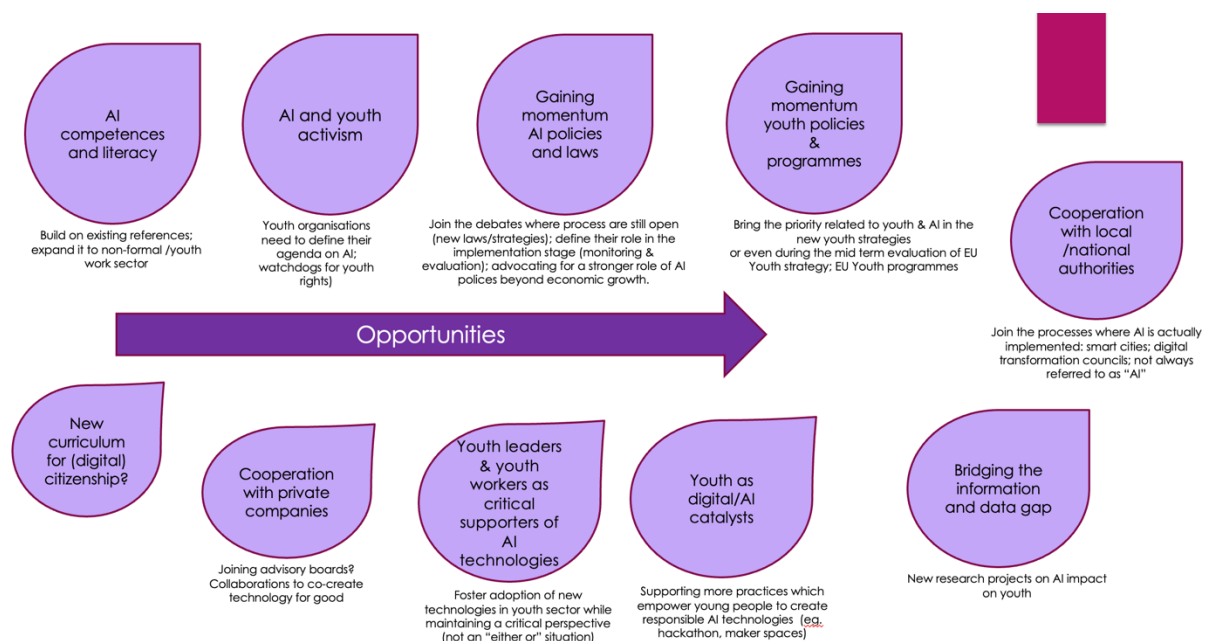 AI
competences
and literacy
Build on existing references;
expand it to non-formal /youth
work sector
AI and youth
activism
Youth organisations
need to define their
agenda on AI;
watchdogs for youth
rights)
Gaining
momentum
AI policies
and laws
Join the debates where process are still open
(new laws/strategies); define their role in the
implementation stage (monitoring &
evaluation); advocating for a stronger role of AI
polices beyond economic growth.
Gaining
momentum
youth policies
&
programmes
Bring the priority related to youth & AI in the
new youth strategies
or even during the mid term evaluation of EU
Youth strategy; EU Youth programmes
Cooperation
with local
/national
authorities
Join the processes where AI is actually
implemented: smart cities; digital
transformation councils; not always
referred to as “AI”
Opportunities
New
curriculum
for (digital)
citizenship?
Cooperation
with private
companies
Joining advisory boards?
Collaborations to co-create
technology for good
Youth leaders
& youth
workers as
critical
supporters of
AI
technologies
Foster adoption of new
technologies in youth sector while
maintaining a critical perspective
(not an “either or” situation)
Youth as
digital/AI
catalysts
Supporting more practices which
empower young people to create
responsible AI technologies (eg.
hackathon, maker spaces)
Bridging the
information
and data gap
New research projects on AI impact
on youth